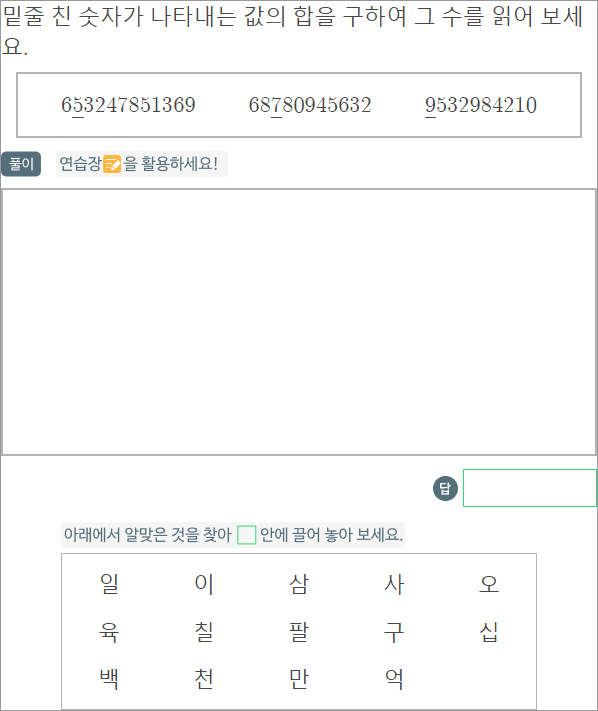 밑줄 친 숫자가 나타내는 값의 합을 구하여 그 수를 읽어 보세
요.
653247851369 68780945632 9532984210
풀이 연습장을 활용하세요!
답
아래에서 알맞은 것을 찾아 안에 끌어 놓아 보세요.
일 이 삼 사 오
육 칠 팔 구 십
백 천 만 억